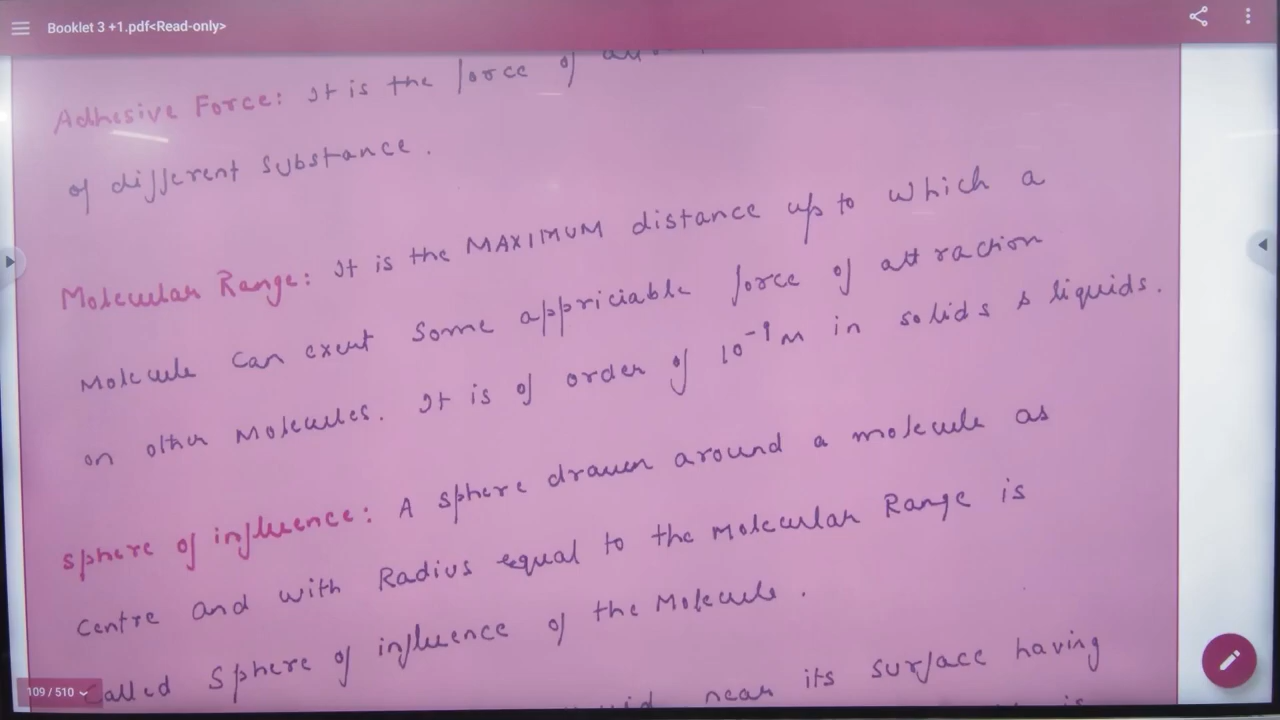 Booklet 3 +1.pdf<Read-only>
Adhesive Force: It is the force of
of different substance.
Molecular Range: It is the MAXIMUM distance up to which a
Molecule can exert some appriciable force of attraction
on other Molecules. It is of order of 10⁻⁹ m in solids & liquids.
Sphere of influence: A sphere drawn around a molecule as
centre and with Radius equal to the Molecular Range is
called Sphere of influence of the Molecule.
near its surface having
is
109 / 510